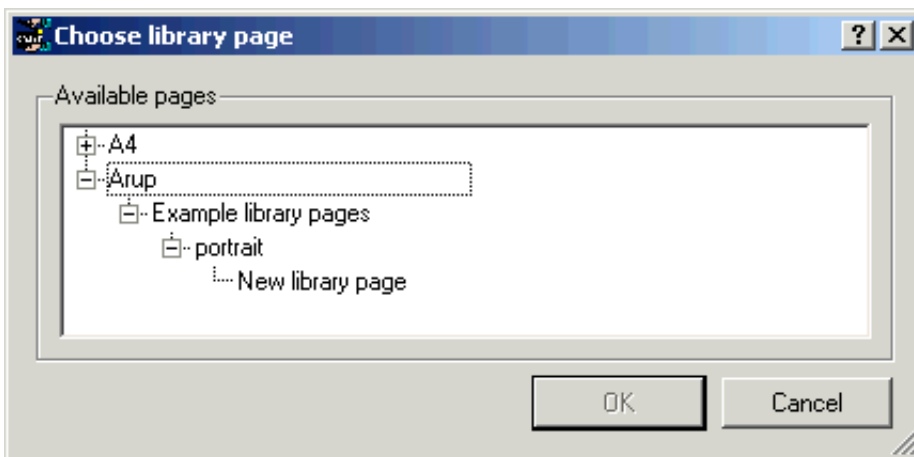 Choose library page
Available pages
A4
Arup
Example library pages
portrait
New library page
OK Cancel